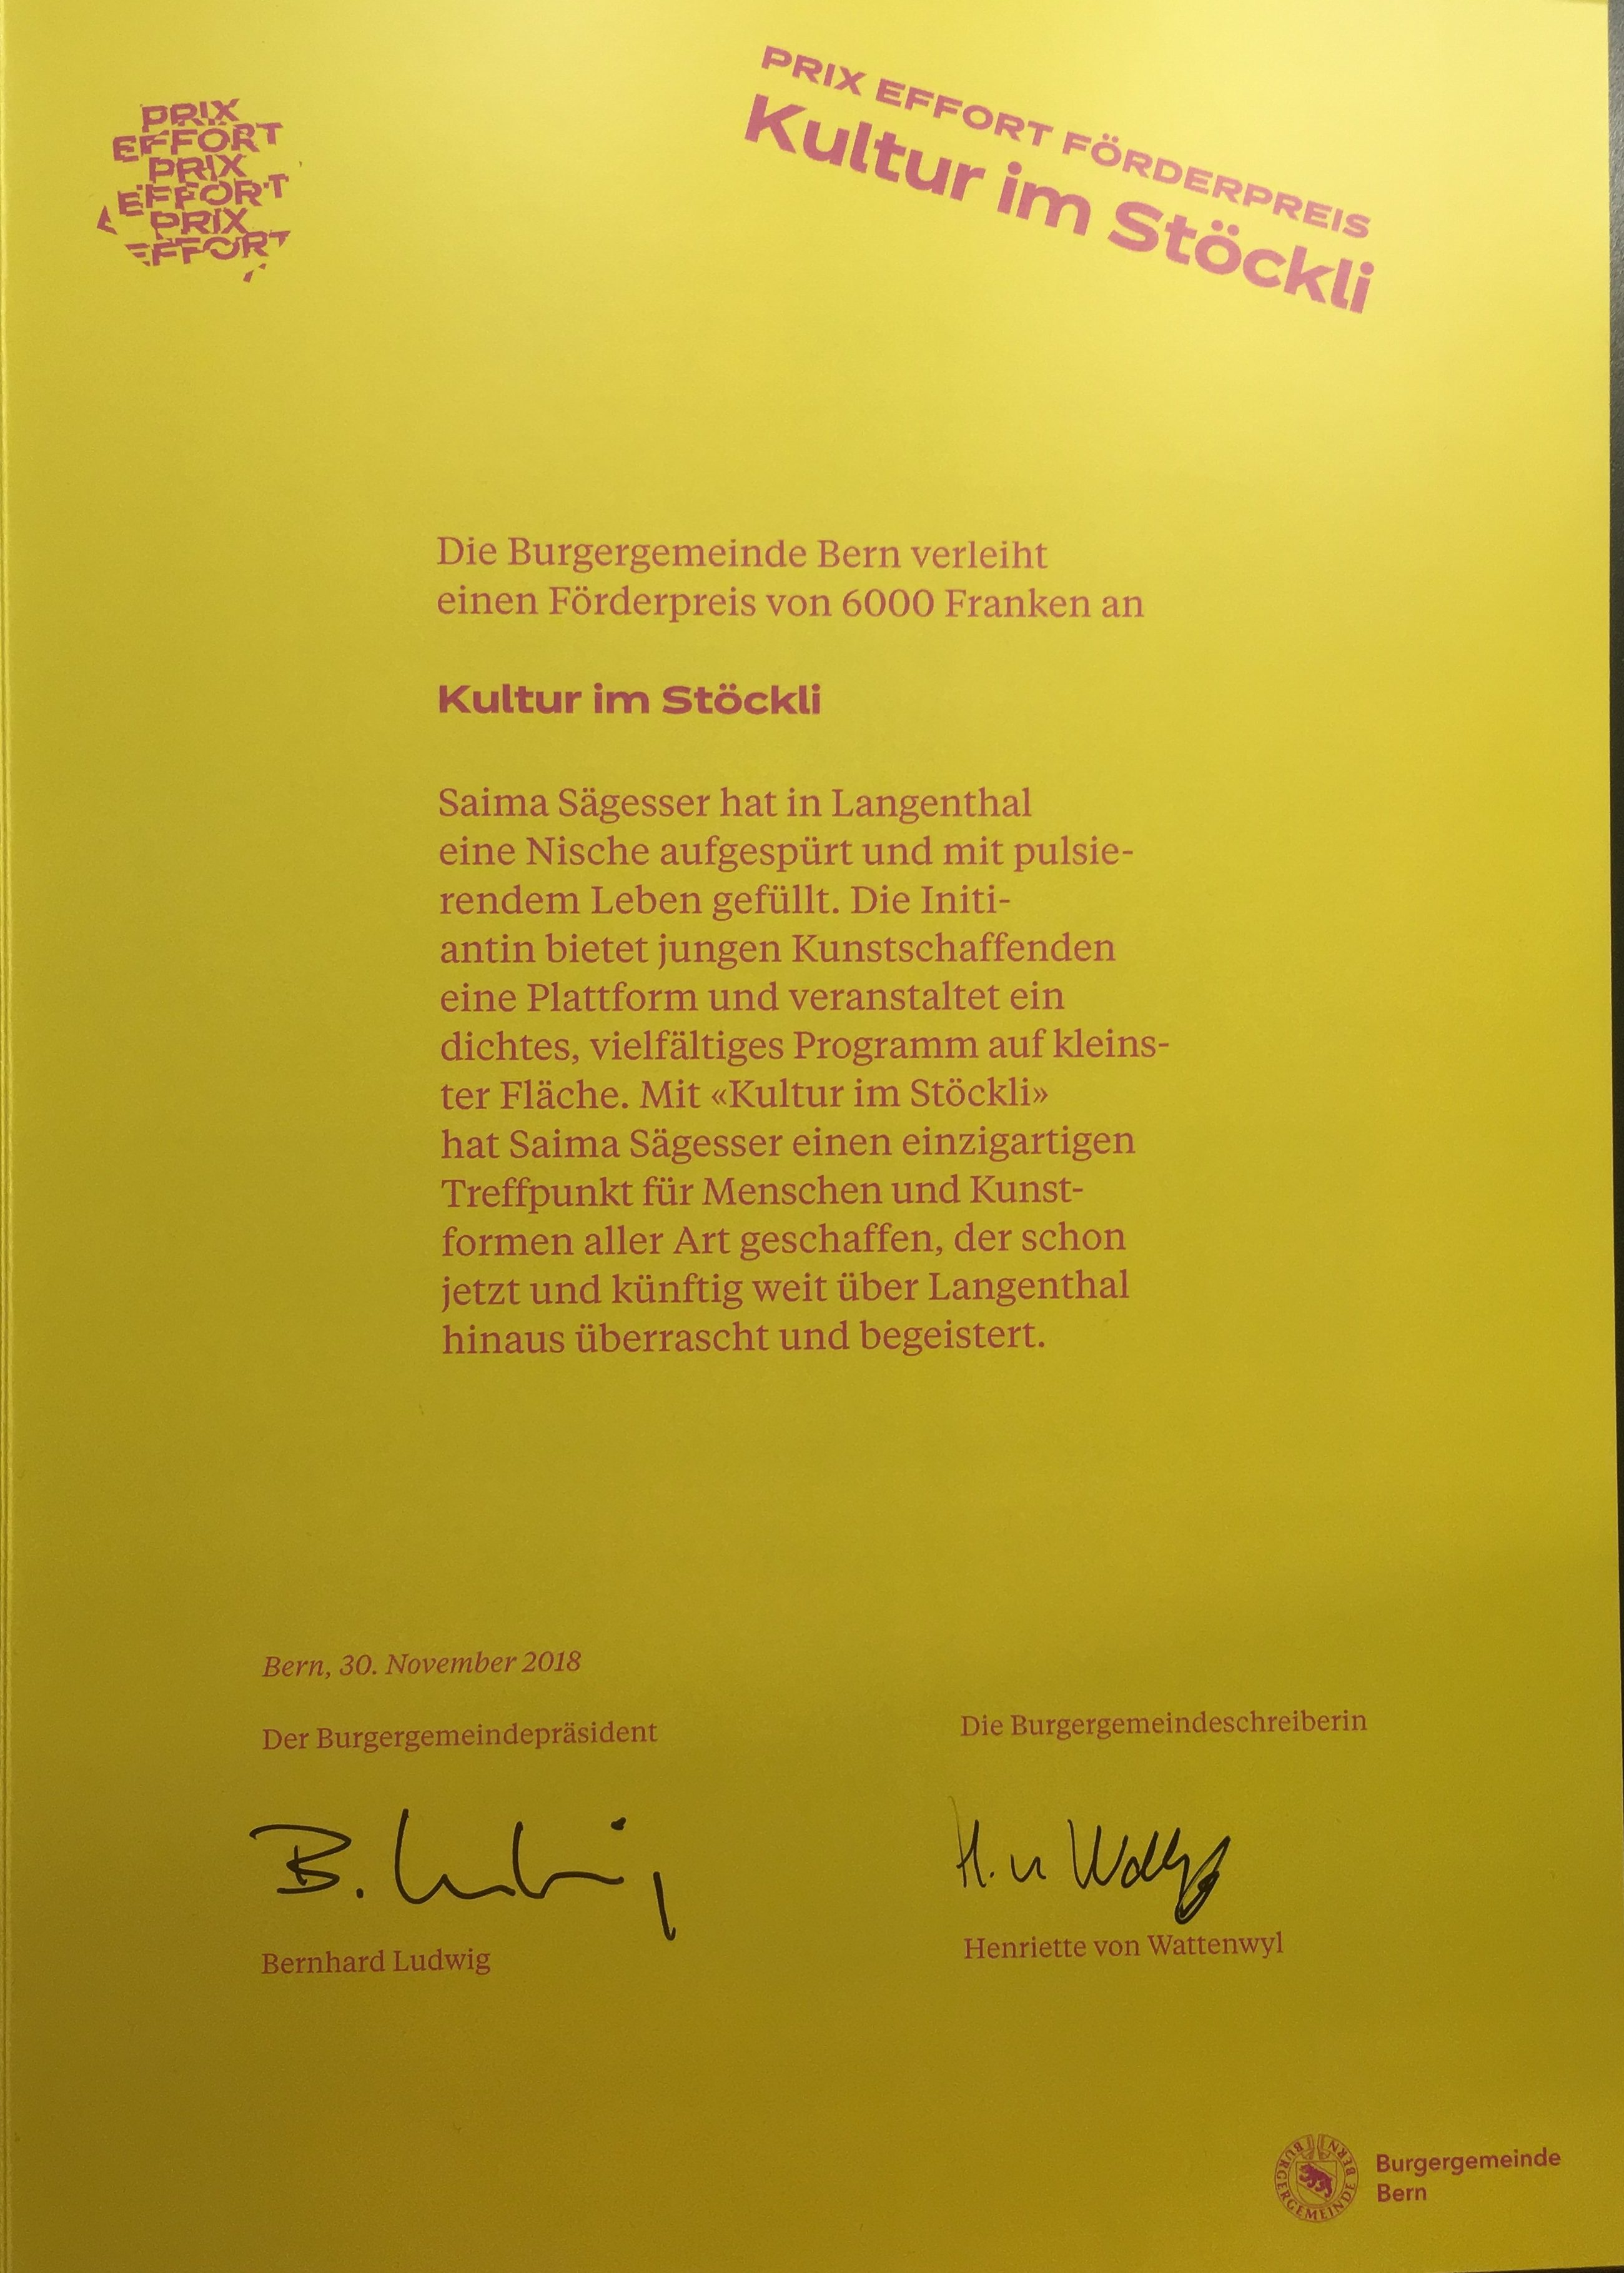 PRIX
EFFORT
PRIX
EFFORT
PRIX
EFFORT
PRIX EFFORT FÖRDERPREIS
Kultur im Stöckli
Die Burgergemeinde Bern verleiht
einen Förderpreis von 6000 Franken an
Kultur im Stöckli
Saima Sägesser hat in Langenthal
eine Nische aufgespürt und mit pulsie-
rendem Leben gefüllt. Die Initi-
antin bietet jungen Kunstschaffenden
eine Plattform und veranstaltet ein
dichtes, vielfältiges Programm auf kleins-
ter Fläche. Mit «Kultur im Stöckli»
hat Saima Sägesser einen einzigartigen
Treffpunkt für Menschen und Kunst-
formen aller Art geschaffen, der schon
jetzt und künftig weit über Langenthal
hinaus überrascht und begeistert.
Bern, 30. November 2018
Der Burgergemeindepräsident
B. Ludwig
Bernhard Ludwig
Die Burgergemeindeschreiberin
H. v. Wattenwyl
Henriette von Wattenwyl
BURGERGEMEINDE BERN
Burgergemeinde
Bern